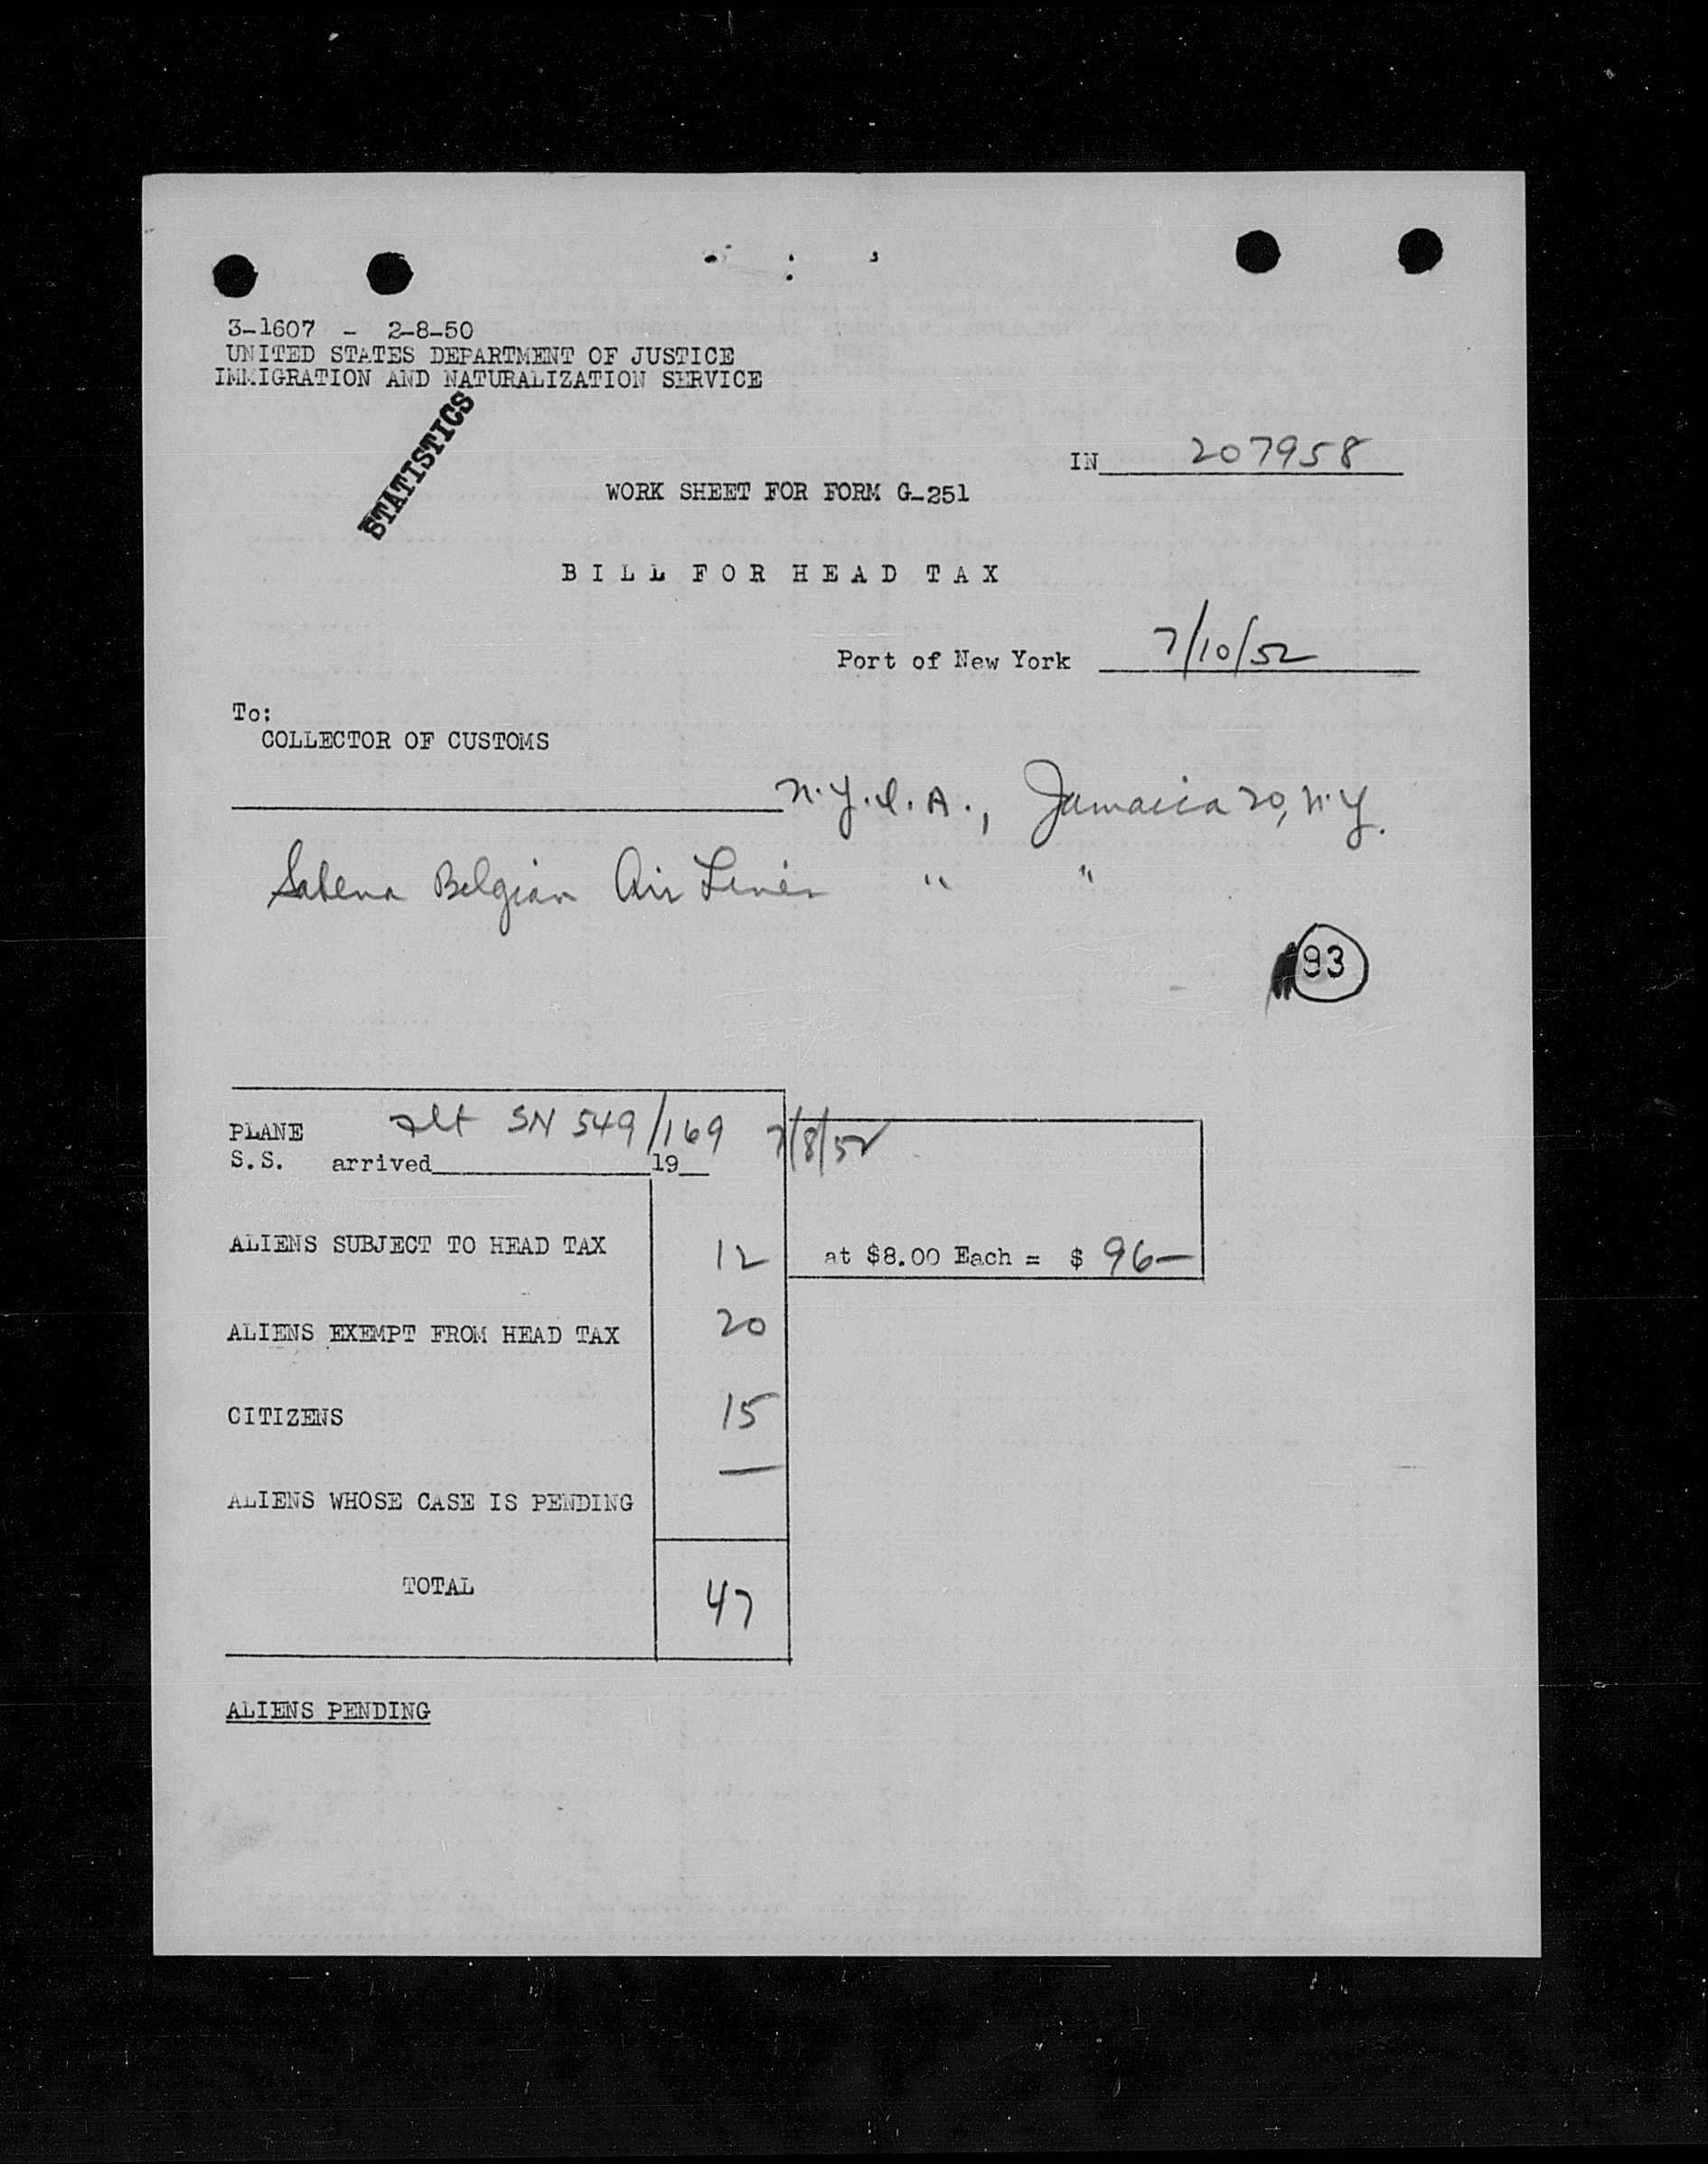 3-1607 - 2-8-50
UNITED STATES DEPARTMENT OF JUSTICE
IMMIGRATION AND NATURALIZATION SERVICE
STATISTICS
IN 207958
WORK SHEET FOR FORM G-251
BILL FOR HEAD TAX
Port of New York 7/10/52
To:
COLLECTOR OF CUSTOMS
N.Y.I.A., Jamaica 20, N.Y.
Sabena Belgian Air Lines " "
93
PLANE flt SN 549/169 7/8/52
S.S. arrived 19
ALIENS SUBJECT TO HEAD TAX 12 at $8.00 Each = $ 96—
ALIENS EXEMPT FROM HEAD TAX 20
CITIZENS 15
ALIENS WHOSE CASE IS PENDING —
TOTAL 47
ALIENS PENDING